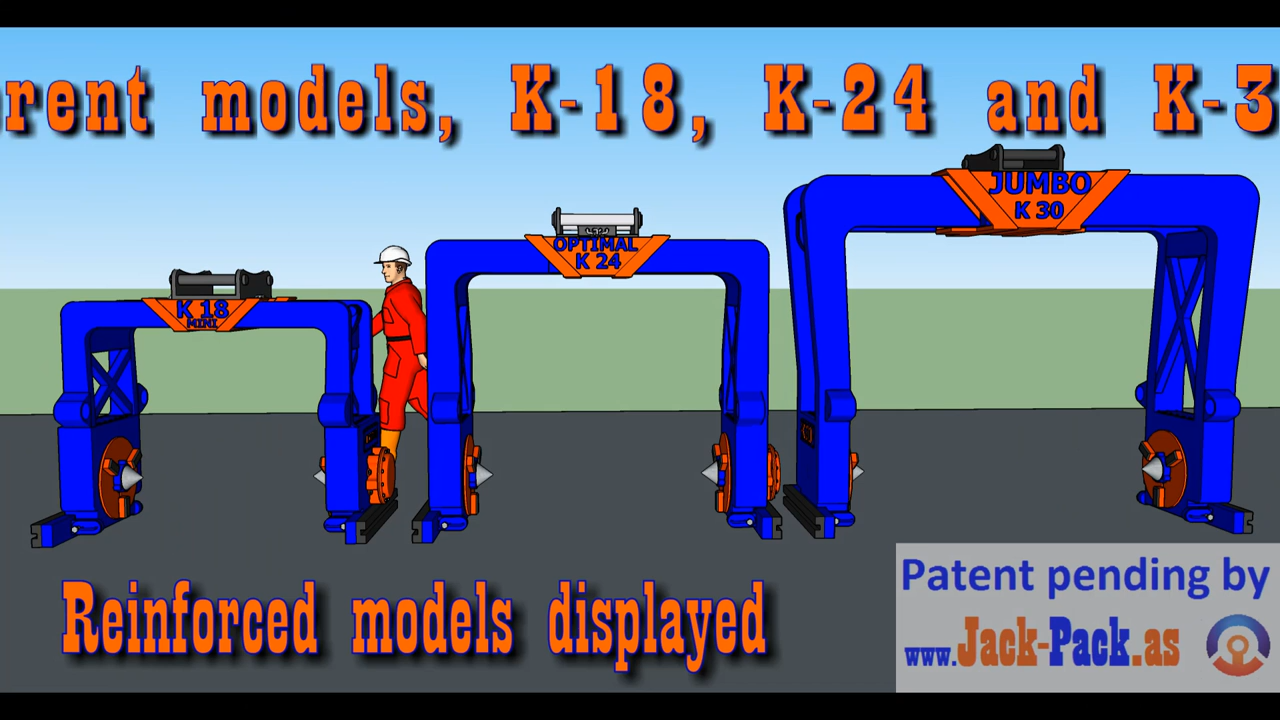 rent models, K-18, K-24 and K-3
JUMBO
K 30
OPTIMAL
K 24
K 18
MINI
Reinforced models displayed
Patent pending by
www.Jack-Pack.as